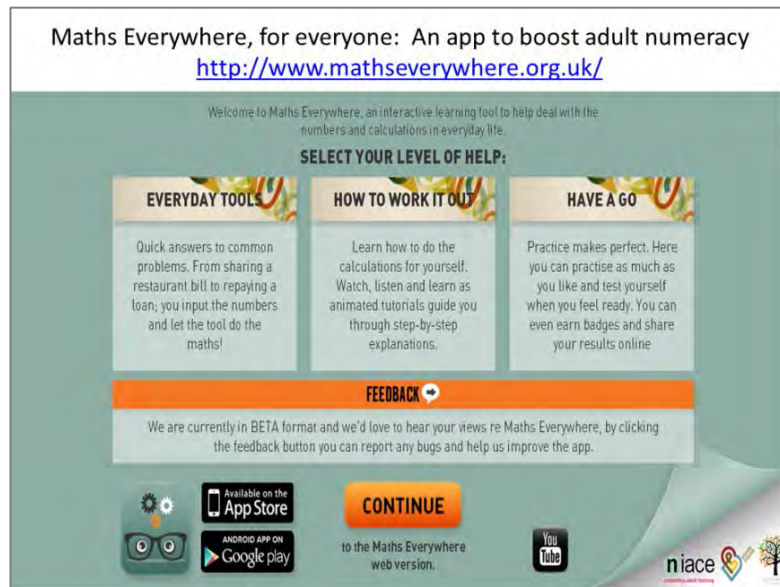 Maths Everywhere, for everyone: An app to boost adult numeracy
http://www.mathseverywhere.org.uk/
Welcome to Maths Everywhere, an interactive learning tool to help deal with the
numbers and calculations in everyday life.
SELECT YOUR LEVEL OF HELP:
EVERYDAY TOOLS
Quick answers to common
problems. From sharing a
restaurant bill to repaying a
loan; you input the numbers
and let the tool do the
maths!
HOW TO WORK IT OUT
Learn how to do the
calculations for yourself.
Watch, listen and learn as
animated tutorials guide you
through step-by-step
explanations.
HAVE A GO
Practice makes perfect. Here
you can practise as much as
you like and test yourself
when you feel ready. You can
even earn badges and share
your results online
FEEDBACK
We are currently in BETA format and we'd love to hear your views re Maths Everywhere, by clicking
the feedback button you can report any bugs and help us improve the app.
Available on the
App Store
ANDROID APP ON
Google play
CONTINUE
to the Maths Everywhere
web version.
You
Tube
niace
promoting adult learning